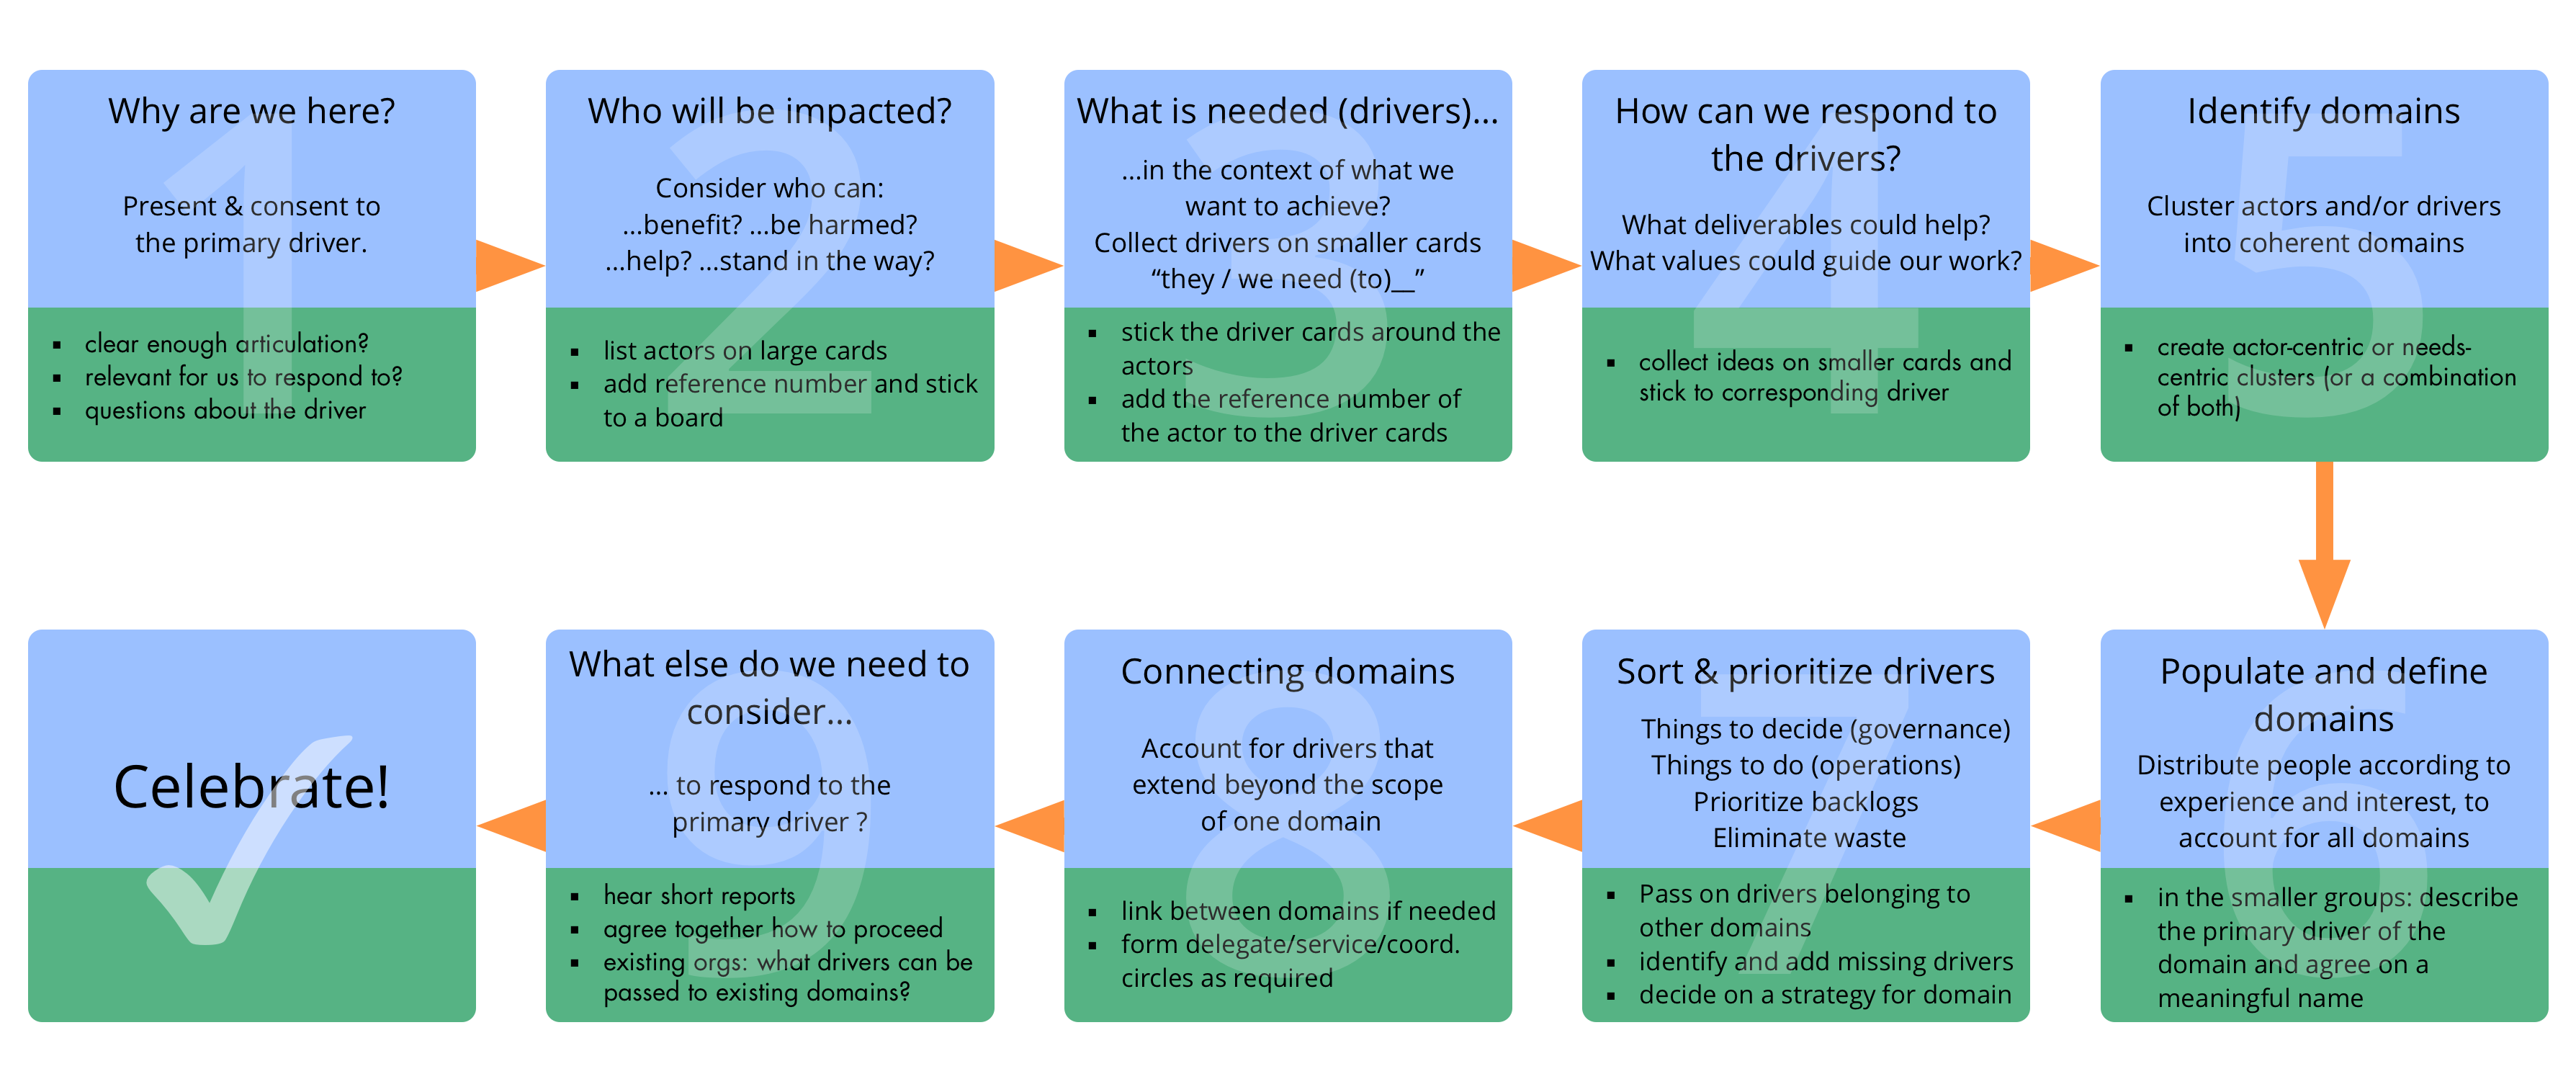 1
Why are we here?
Present & consent to
the primary driver.
▪ clear enough articulation?
▪ relevant for us to respond to?
▪ questions about the driver
2
Who will be impacted?
Consider who can:
...benefit? ...be harmed?
...help? ...stand in the way?
▪ list actors on large cards
▪ add reference number and stick
to a board
3
What is needed (drivers)...
...in the context of what we
want to achieve?
Collect drivers on smaller cards
“they / we need (to)__”
▪ stick the driver cards around the
actors
▪ add the reference number of
the actor to the driver cards
4
How can we respond to
the drivers?
What deliverables could help?
What values could guide our work?
▪ collect ideas on smaller cards and
stick to corresponding driver
5
Identify domains
Cluster actors and/or drivers
into coherent domains
▪ create actor-centric or needs-
centric clusters (or a combination
of both)
6
Populate and define
domains
Distribute people according to
experience and interest, to
account for all domains
▪ in the smaller groups: describe
the primary driver of the
domain and agree on a
meaningful name
7
Sort & prioritize drivers
Things to decide (governance)
Things to do (operations)
Prioritize backlogs
Eliminate waste
▪ Pass on drivers belonging to
other domains
▪ identify and add missing drivers
▪ decide on a strategy for domain
8
Connecting domains
Account for drivers that
extend beyond the scope
of one domain
▪ link between domains if needed
▪ form delegate/service/coord.
circles as required
9
What else do we need to
consider...
... to respond to the
primary driver ?
▪ hear short reports
▪ agree together how to proceed
▪ existing orgs: what drivers can be
passed to existing domains?
Celebrate!
✓